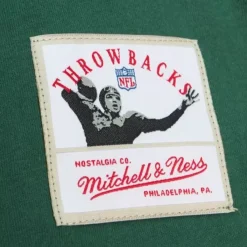 THROWBACKS
NFL
NOSTALGIA CO.
Mitchell & Ness
PHILADELPHIA, PA.